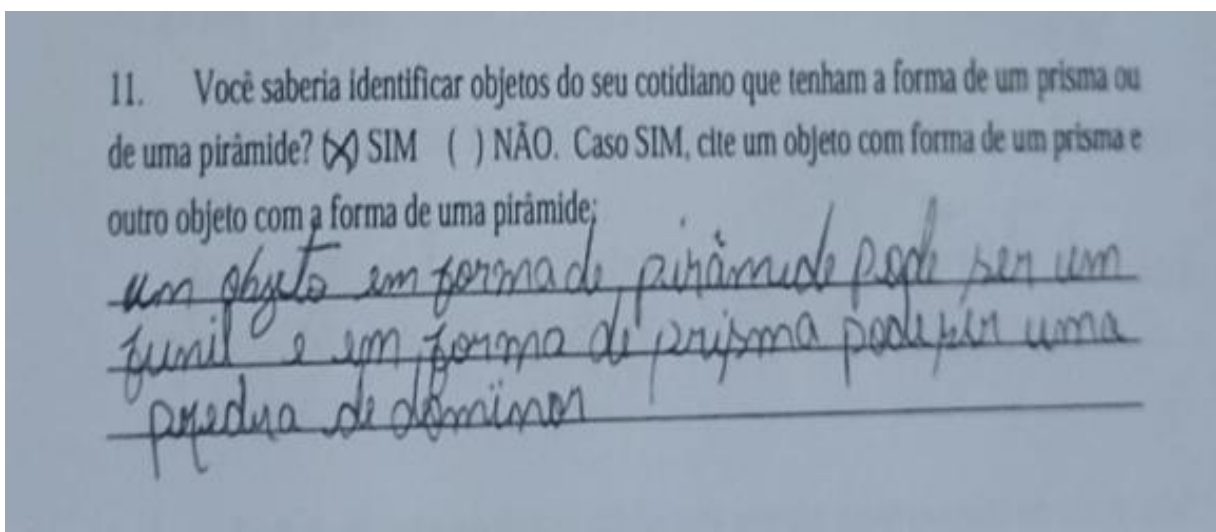 11. Você saberia identificar objetos do seu cotidiano que tenham a forma de um prisma ou
de uma pirâmide? (X) SIM ( ) NÃO. Caso SIM, cite um objeto com forma de um prisma e
outro objeto com a forma de uma pirâmide;
um objeto em forma de pirâmide pode ser um
funil e em forma de prisma pode ser uma
predra de dominor